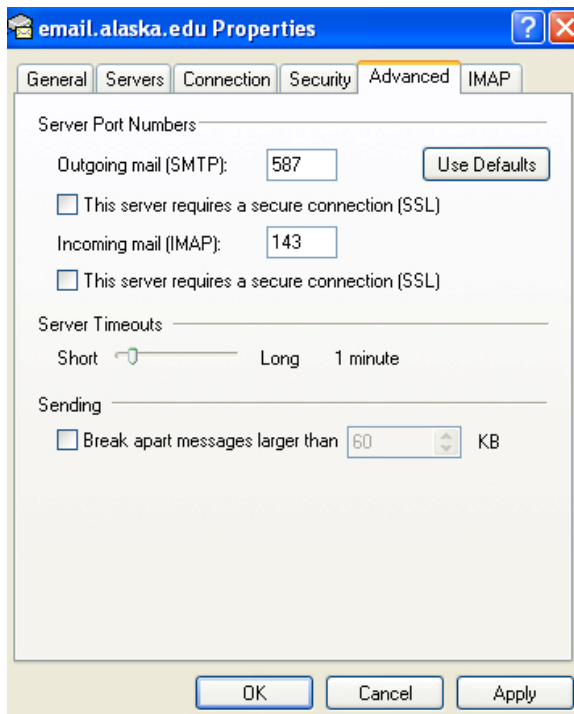 email.alaska.edu Properties
General Servers Connection Security Advanced IMAP
Server Port Numbers
Outgoing mail (SMTP): 587 Use Defaults
This server requires a secure connection (SSL)
Incoming mail (IMAP): 143
This server requires a secure connection (SSL)
Server Timeouts
Short Long 1 minute
Sending
Break apart messages larger than 60 KB
OK Cancel Apply